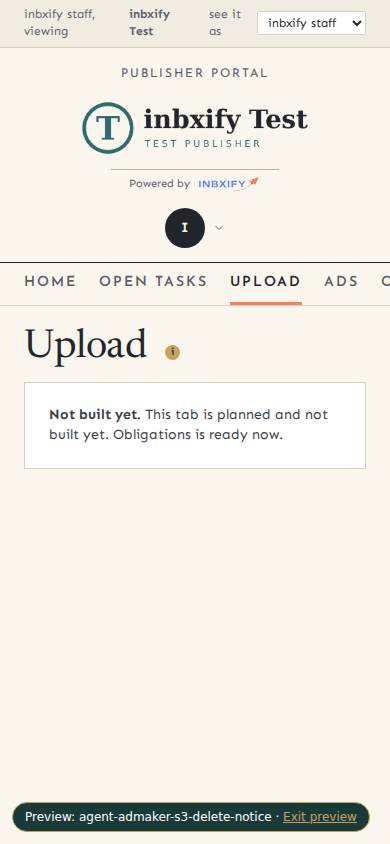 inbxify staff, viewing
inbxify Test
see it as
inbxify staff
PUBLISHER PORTAL
T
inbxify Test
TEST PUBLISHER
Powered by INBXIFY
I
HOME OPEN TASKS UPLOAD ADS
Upload i
Not built yet. This tab is planned and not
built yet. Obligations is ready now.
Preview: agent-admaker-s3-delete-notice · Exit preview